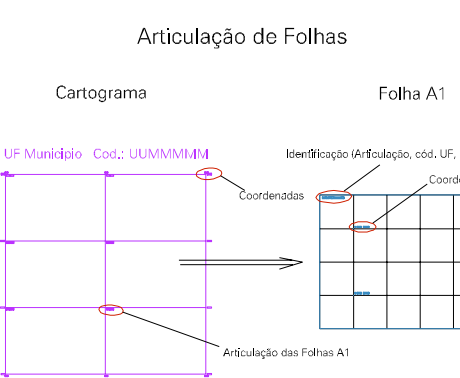 Articulação de Folhas
Cartograma
Folha A1
UF Municipio Cod.: UUMMMMM
Identificação (Articulação, cód. UF,
Coordenadas
Articulação das Folhas A1